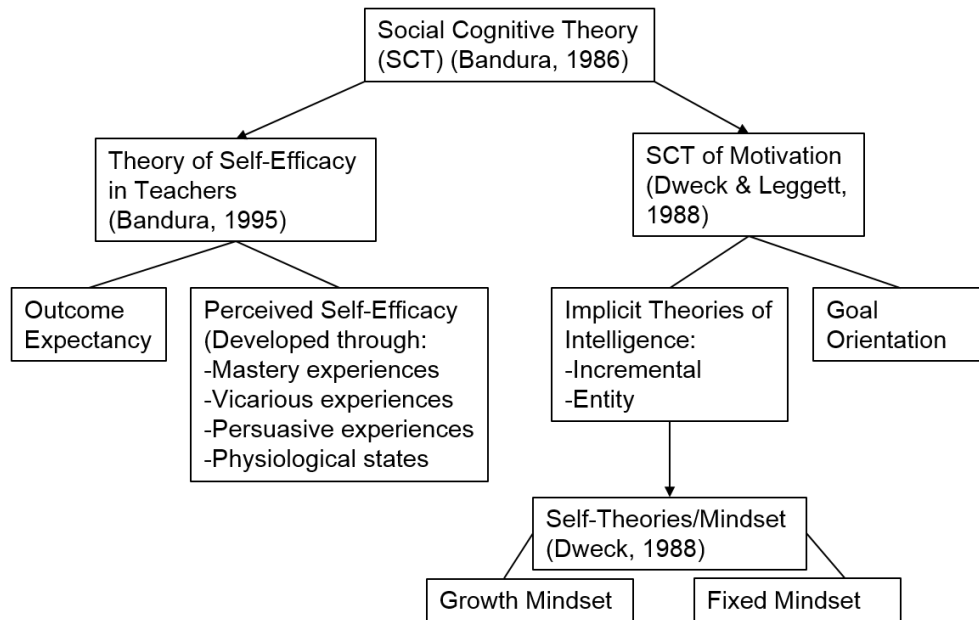 Social Cognitive Theory
(SCT) (Bandura, 1986)
Theory of Self-Efficacy
in Teachers
(Bandura, 1995)
SCT of Motivation
(Dweck & Leggett,
1988)
Outcome
Expectancy
Perceived Self-Efficacy
(Developed through:
-Mastery experiences
-Vicarious experiences
-Persuasive experiences
-Physiological states
Implicit Theories of
Intelligence:
-Incremental
-Entity
Goal
Orientation
Self-Theories/Mindset
(Dweck, 1988)
Growth Mindset
Fixed Mindset